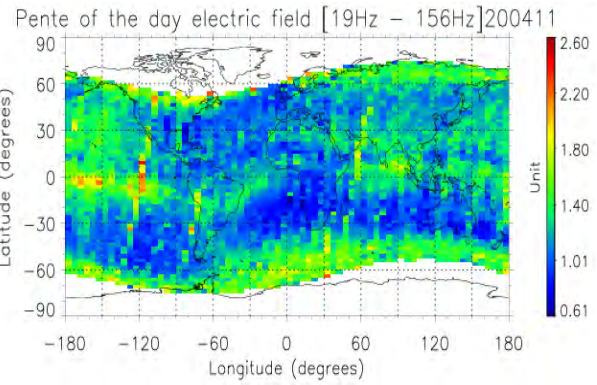 Pente of the day electric field [19Hz – 156Hz]200411
90
60
30
0
−30
−60
−90
Latitude (degrees)
−180 −120 −60 0 60 120 180
Longitude (degrees)
2.60
2.20
1.80
1.40
1.01
0.61
Unit